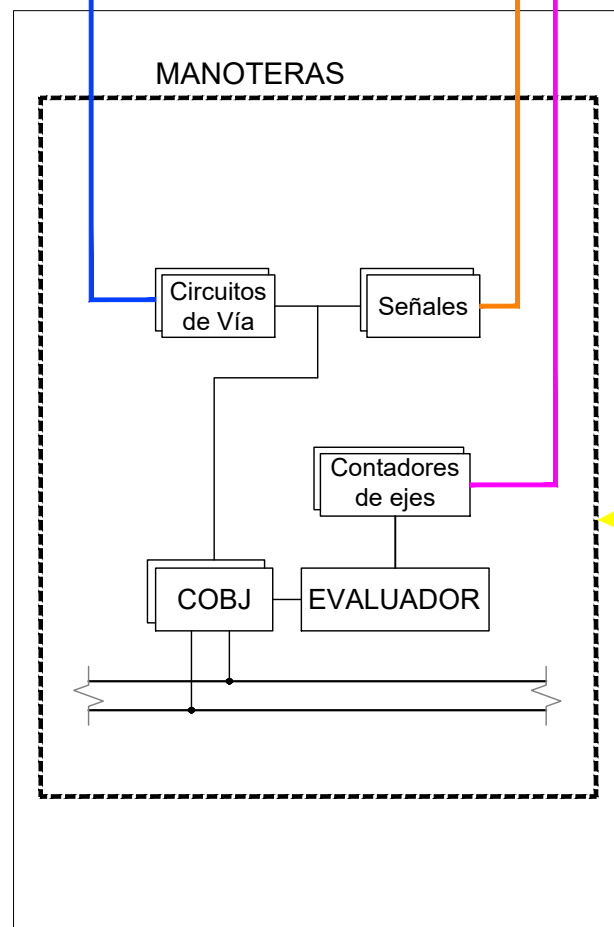 MANOTERAS
Circuitos
de Vía
Señales
Contadores
de ejes
COBJ
EVALUADOR